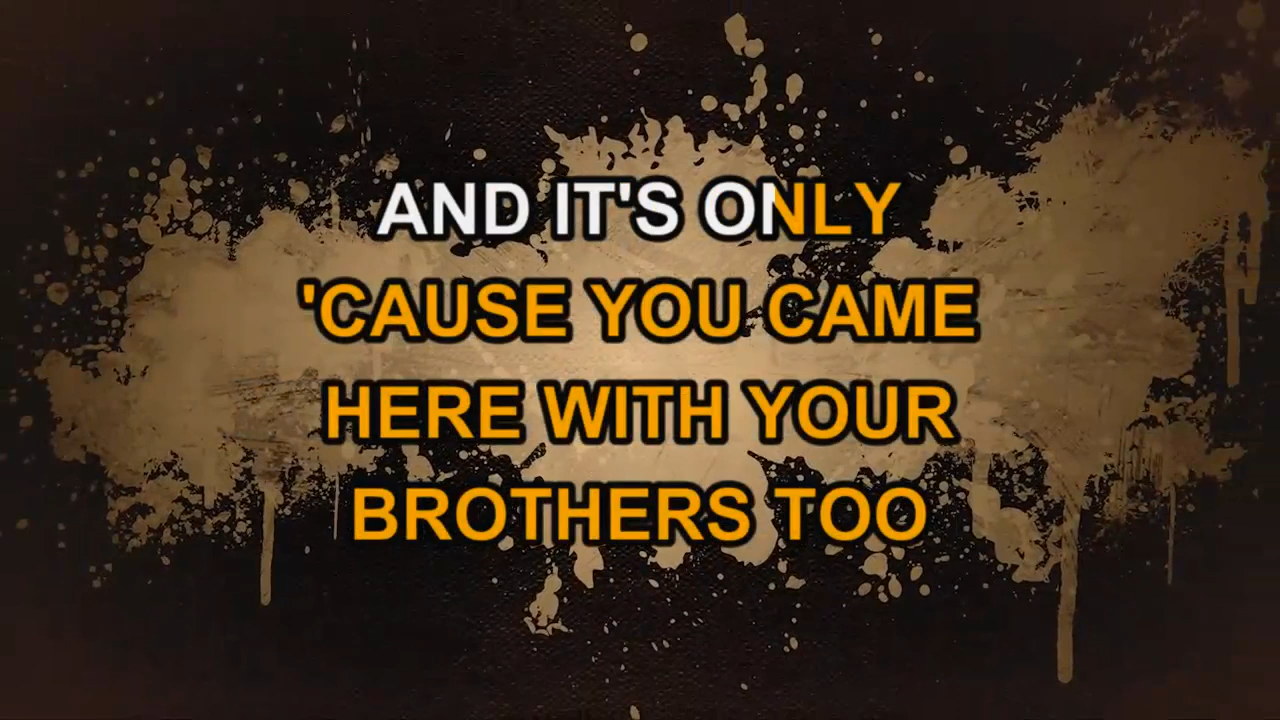 AND IT'S ONLY
'CAUSE YOU CAME
HERE WITH YOUR
BROTHERS TOO